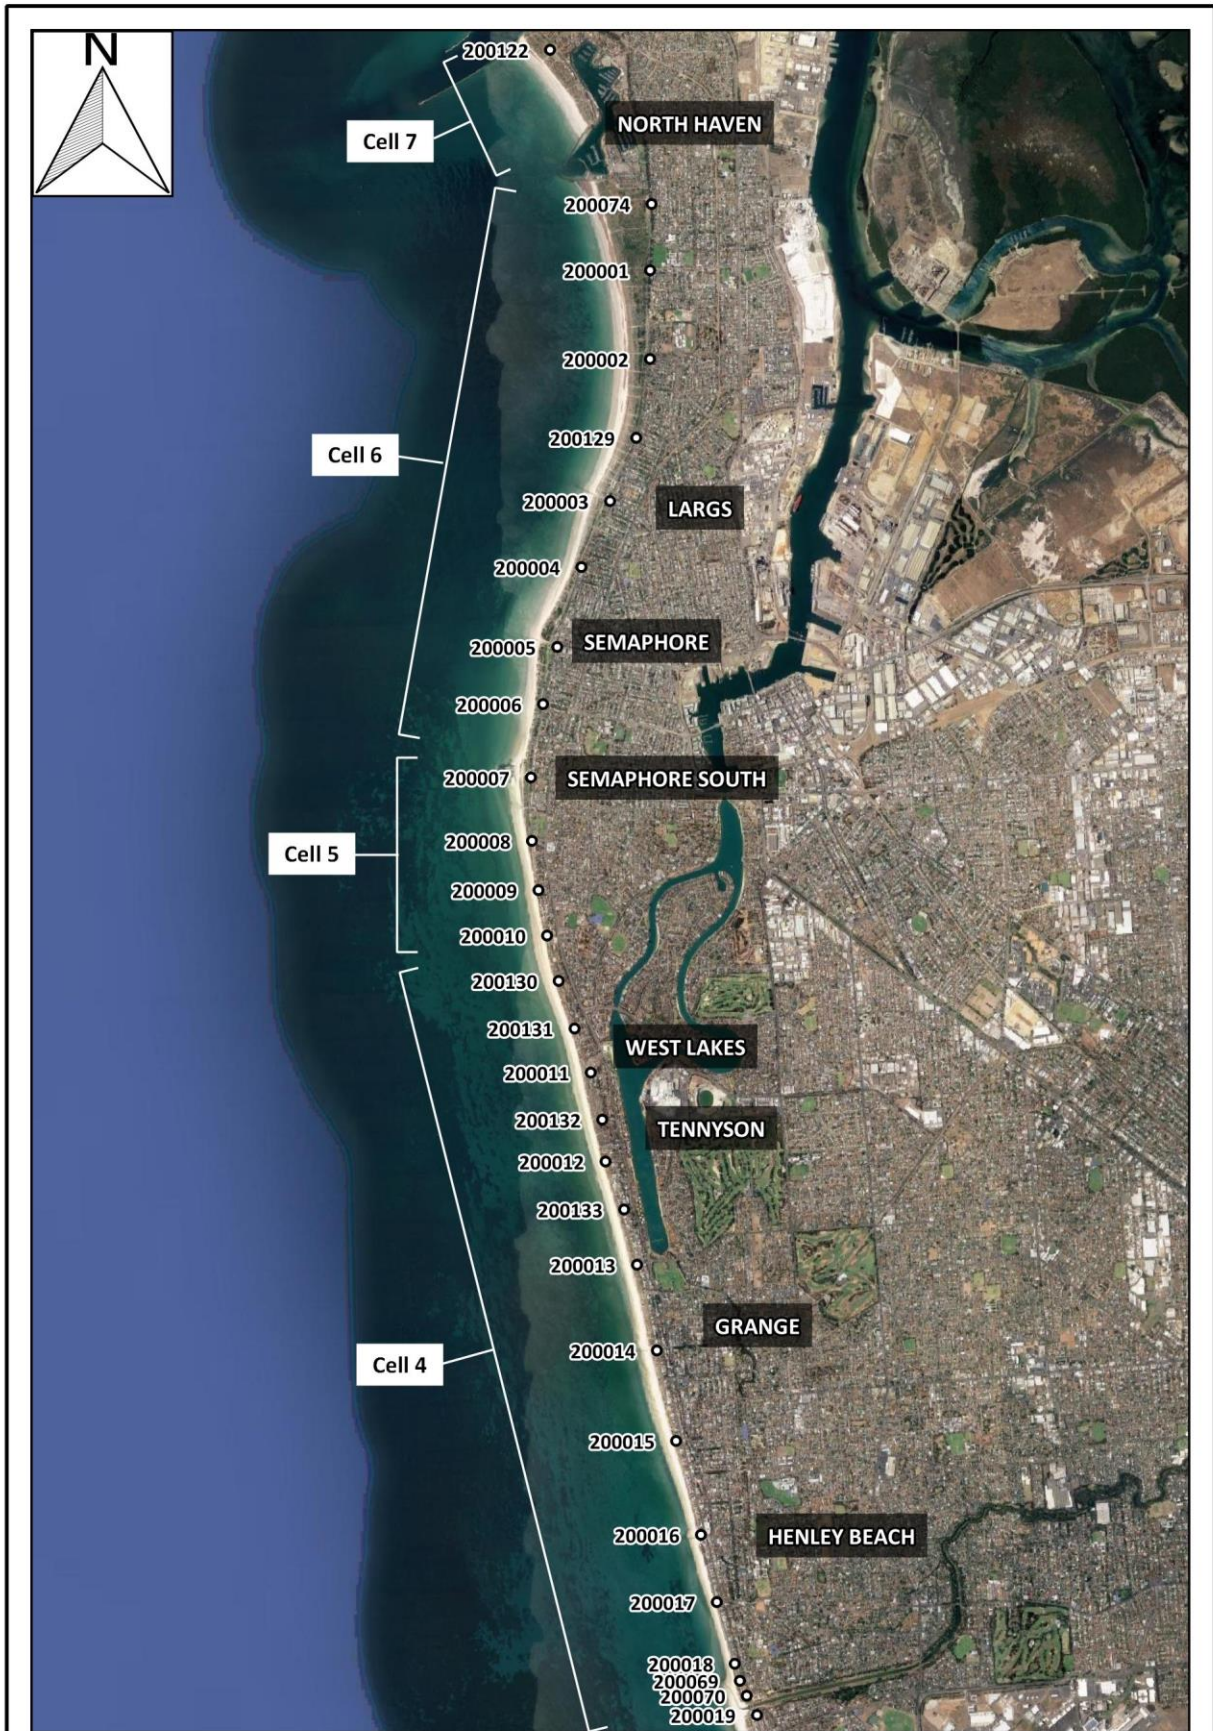 N
200122
NORTH HAVEN
Cell 7
200074
200001
200002
200129
Cell 6
200003
LARGS
200004
200005
SEMAPHORE
200006
200007
SEMAPHORE SOUTH
200008
Cell 5
200009
200010
200130
200131
WEST LAKES
200011
200132
TENNYSON
200012
200133
200013
GRANGE
200014
Cell 4
200015
200016
HENLEY BEACH
200017
200018
200069
200070
200019